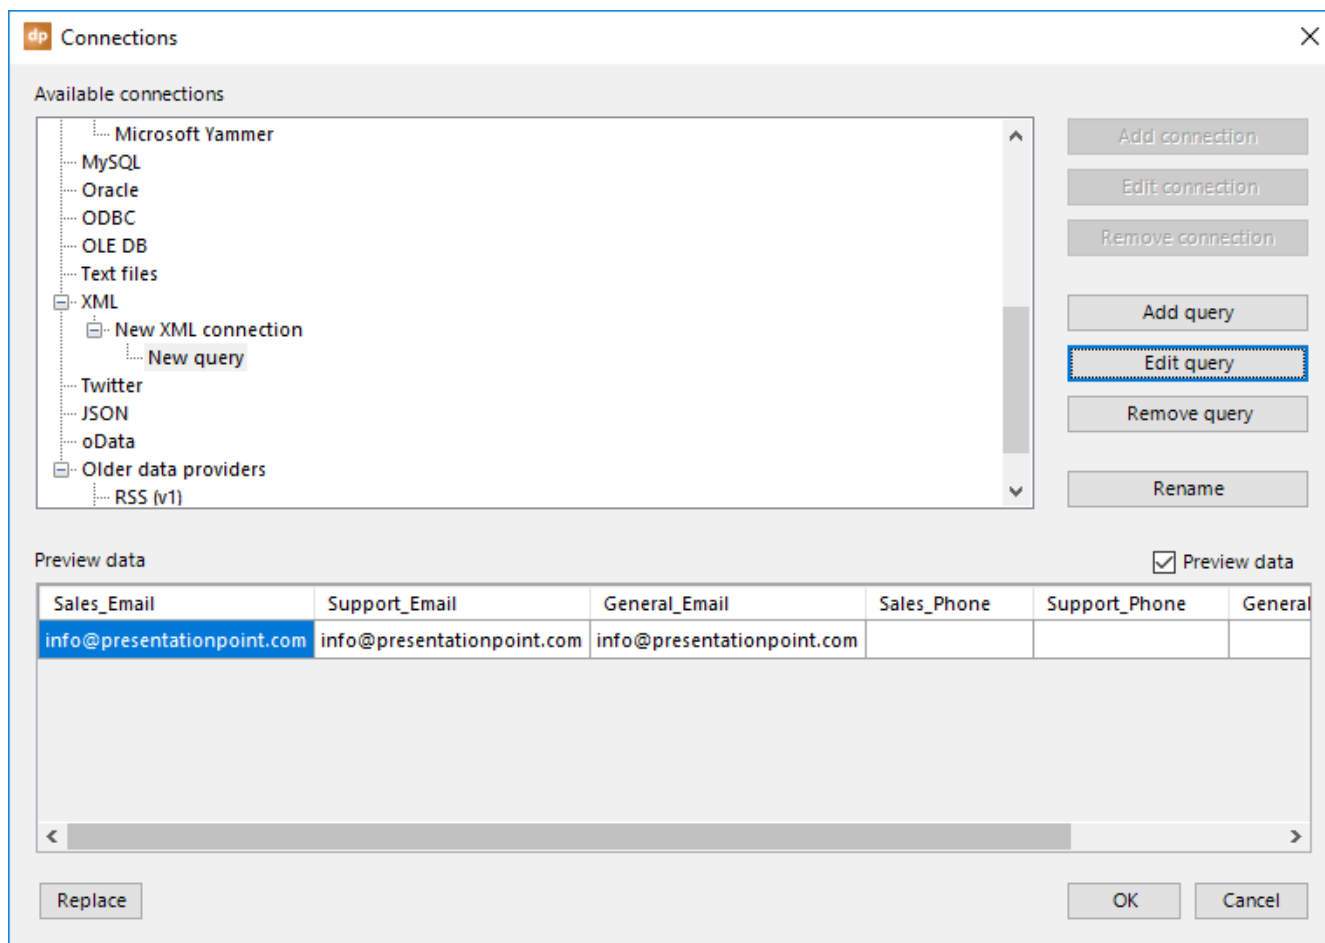 dp Connections
Available connections
Microsoft Yammer
MySQL
Oracle
ODBC
OLE DB
Text files
XML
New XML connection
New query
Twitter
JSON
oData
Older data providers
RSS (v1)
Add connection
Edit connection
Remove connection
Add query
Edit query
Remove query
Rename
Preview data
Preview data
Sales_Email Support_Email General_Email Sales_Phone Support_Phone General
info@presentationpoint.com info@presentationpoint.com info@presentationpoint.com
Replace OK Cancel